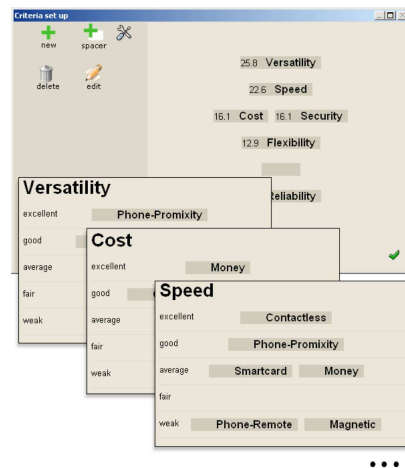 Criteria set up
new spacer
delete edit
25.8 Versatility
22.6 Speed
16.1 Cost 16.1 Security
12.9 Flexibility
Reliability
Versatility
excellent Phone-Promixity
good
average
fair
weak
Cost
excellent Money
good
average
fair
weak
Speed
excellent Contactless
good Phone-Promixity
average Smartcard Money
fair
weak Phone-Remote Magnetic
...